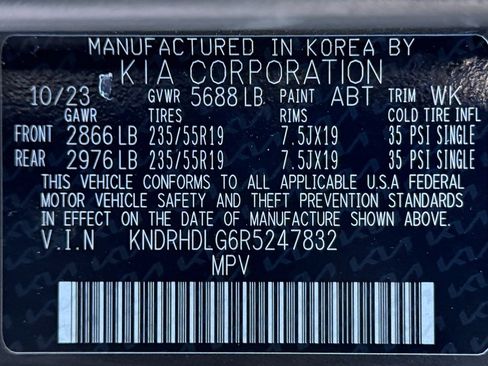 MANUFACTURED IN KOREA BY
KIA CORPORATION
10/23 GVWR 5688 LB PAINT ABT TRIM WK
GAWR TIRES RIMS COLD TIRE INFL
FRONT 2866 LB 235/55R19 7.5JX19 35 PSI SINGLE
REAR 2976 LB 235/55R19 7.5JX19 35 PSI SINGLE
THIS VEHICLE CONFORMS TO ALL APPLICABLE U.S.A FEDERAL
MOTOR VEHICLE SAFETY AND THEFT PREVENTION STANDARDS
IN EFFECT ON THE DATE OF MANUFACTURE SHOWN ABOVE.
V.I.N KNDRHDLG6R5247832
MPV